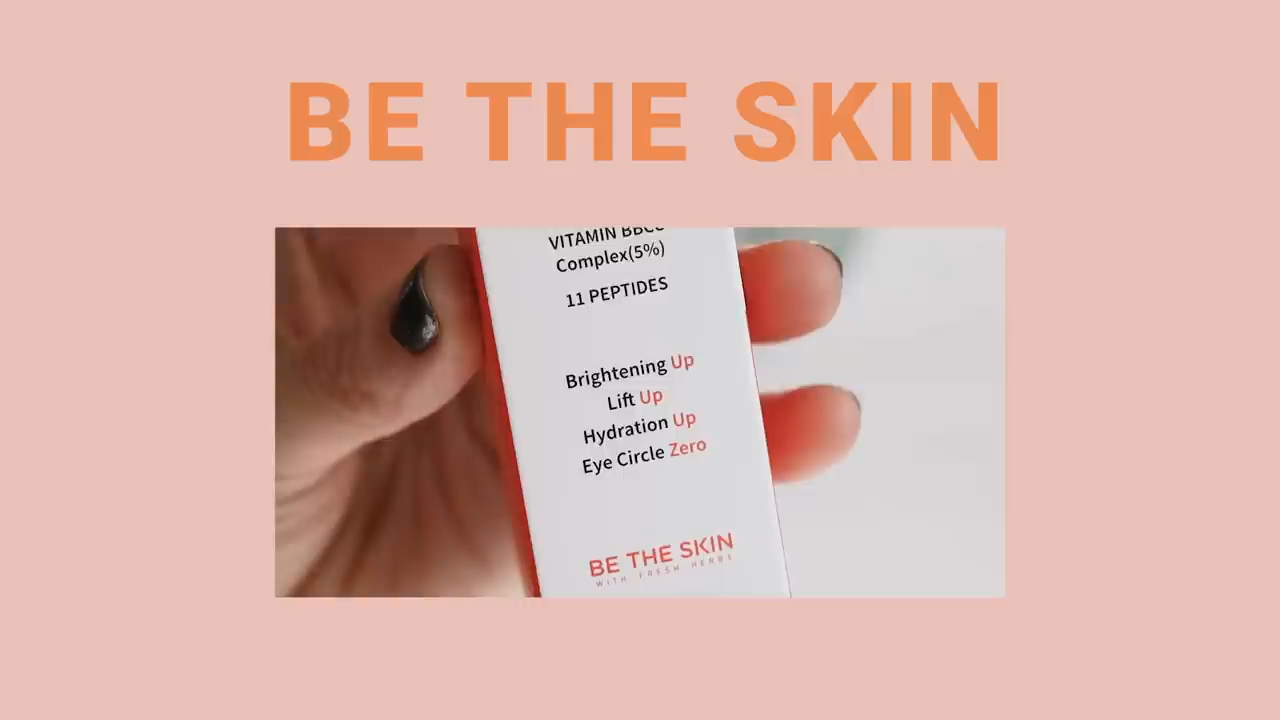 BE THE SKIN
VITAMIN
Complex(5%)
11 PEPTIDES
Brightening Up
Lift Up
Hydration Up
Eye Circle Zero
BE THE SKIN
WITH FRESH HERBS